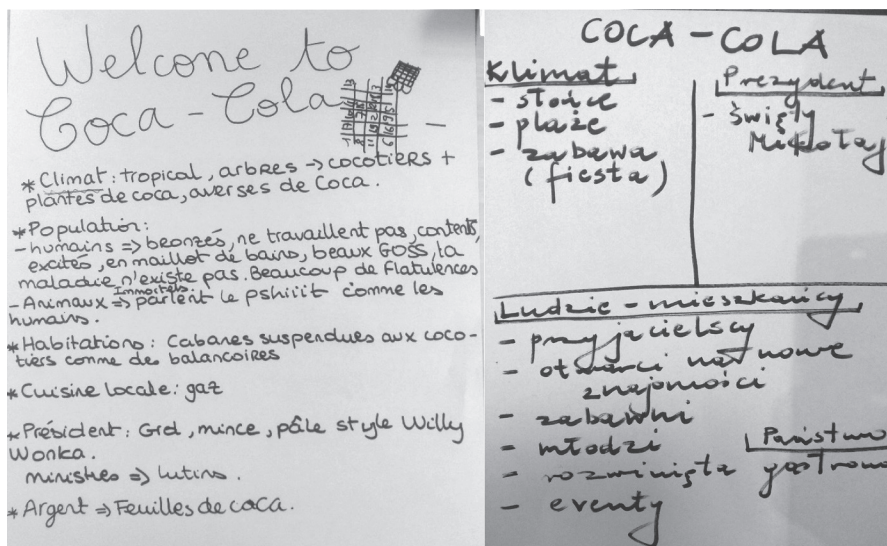 Welcome to
Coca-Cola
* Climat: tropical, arbres → cocotiers +
plantes de coca, averses de Coca.
* Population:
- humains ⇒ bronzés, ne travaillent pas, contents,
excités, en maillot de bains, beaux GOSS, la
maladie n'existe pas. Beaucoup de flatulences
Immortels
- Animaux ⇒ parlent le pshiiit comme les
humains.
* Habitations: Cabanes suspendues aux coco-
tiers comme des balancoires
* Cuisine locale: gaz
* Président: Grd, mince, pâle style Willy
Wonka.
ministres ⇒ lutins.
* Argent ⇒ Feuilles de coca.
COCA-COLA
Klimat
- słońce
- plaże
- zabawa
(fiesta)
Prezydent
- Święty
Mikołaj
Ludzie - mieszkańcy
- przyjacielscy
- otwarci na nowe
znajomości
- zabawni
- młodzi
- rozwinięta gastrono
- eventy
Państwo